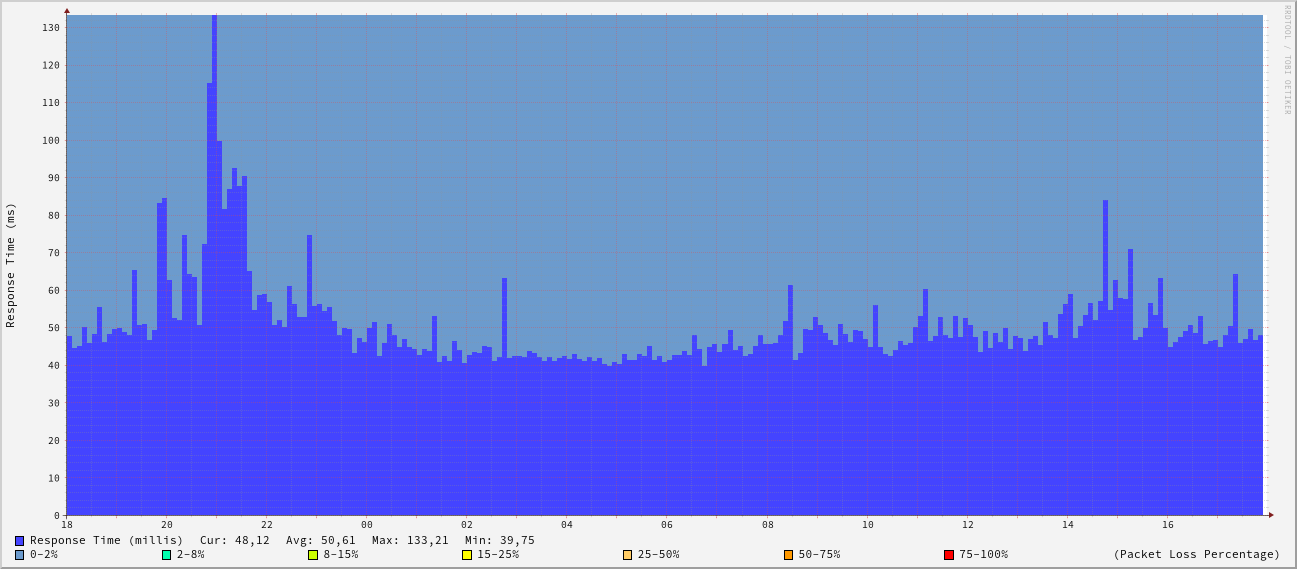 RRDTOOL / TOBI OETIKER
Response Time (ms)
130
120
110
100
90
80
70
60
50
40
30
20
10
0
18 20 22 00 02 04 06 08 10 12 14 16
Response Time (millis) Cur: 48,12 Avg: 50,61 Max: 133,21 Min: 39,75
0-2% 2-8% 8-15% 15-25% 25-50% 50-75% 75-100% (Packet Loss Percentage)